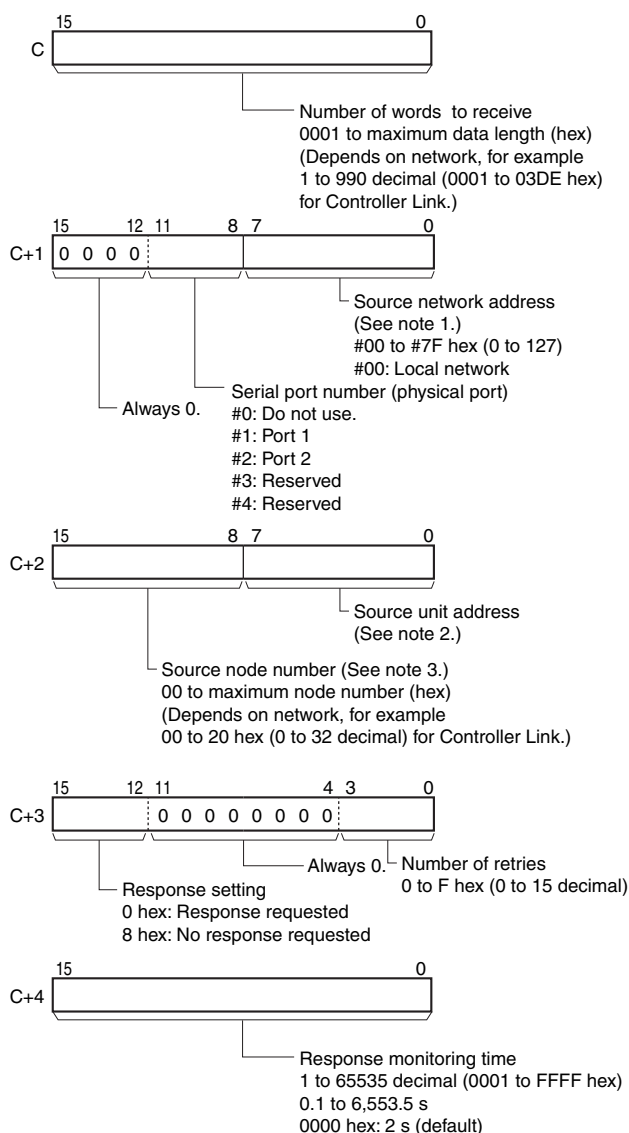 15 0
C
Number of words to receive
0001 to maximum data length (hex)
(Depends on network, for example
1 to 990 decimal (0001 to 03DE hex)
for Controller Link.)
15 12 11 8 7 0
C+1 0 0 0 0
Source network address
(See note 1.)
#00 to #7F hex (0 to 127)
#00: Local network
Serial port number (physical port)
#0: Do not use.
#1: Port 1
#2: Port 2
#3: Reserved
#4: Reserved
Always 0.
15 8 7 0
C+2
Source unit address
(See note 2.)
Source node number (See note 3.)
00 to maximum node number (hex)
(Depends on network, for example
00 to 20 hex (0 to 32 decimal) for Controller Link.)
15 12 11 4 3 0
C+3 0 0 0 0 0 0 0 0
Always 0.
Number of retries
0 to F hex (0 to 15 decimal)
Response setting
0 hex: Response requested
8 hex: No response requested
15 0
C+4
Response monitoring time
1 to 65535 decimal (0001 to FFFF hex)
0.1 to 6,553.5 s
0000 hex: 2 s (default)